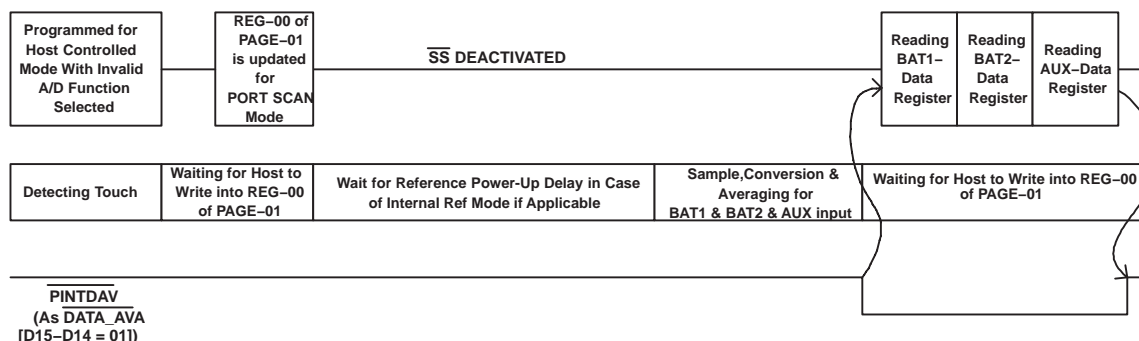 Programmed for
Host Controlled
Mode With Invalid
A/D Function
Selected
REG–00 of
PAGE–01
is updated
for
PORT SCAN
Mode
SS DEACTIVATED
Reading
BAT1–
Data
Register
Reading
BAT2–
Data
Register
Reading
AUX–Data
Register
Detecting Touch
Waiting for Host to
Write into REG–00
of PAGE–01
Wait for Reference Power-Up Delay in Case
of Internal Ref Mode if Applicable
Sample,Conversion &
Averaging for
BAT1 & BAT2 & AUX input
Waiting for Host to Write into REG–00
of PAGE–01
PINTDAV
(As DATA_AVA
[D15–D14 = 01])